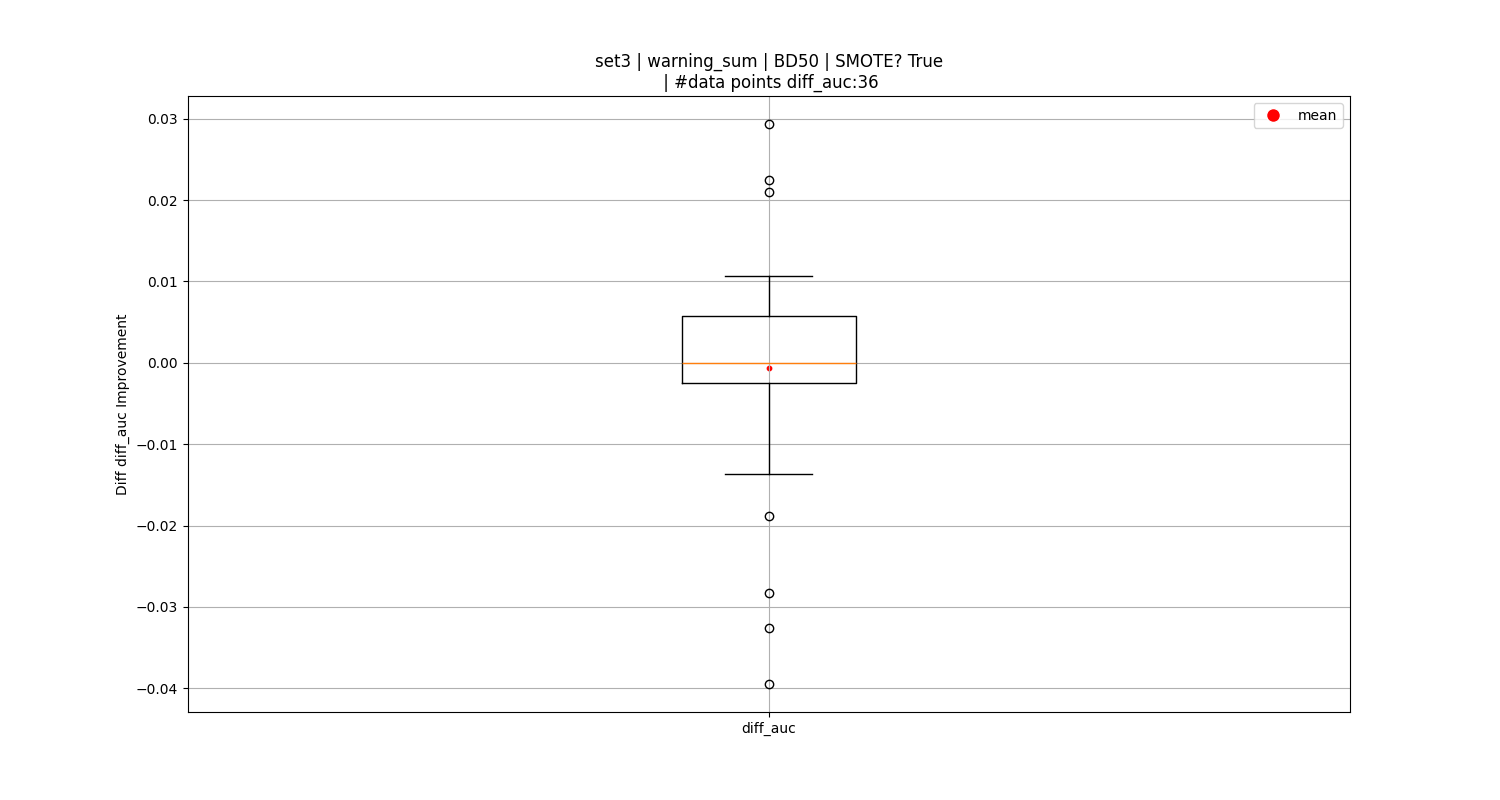 set3 | warning_sum | BD50 | SMOTE? True
| #data points diff_auc:36
mean
0.03
0.02
0.01
0.00
−0.01
−0.02
−0.03
−0.04
Diff diff_auc Improvement
diff_auc